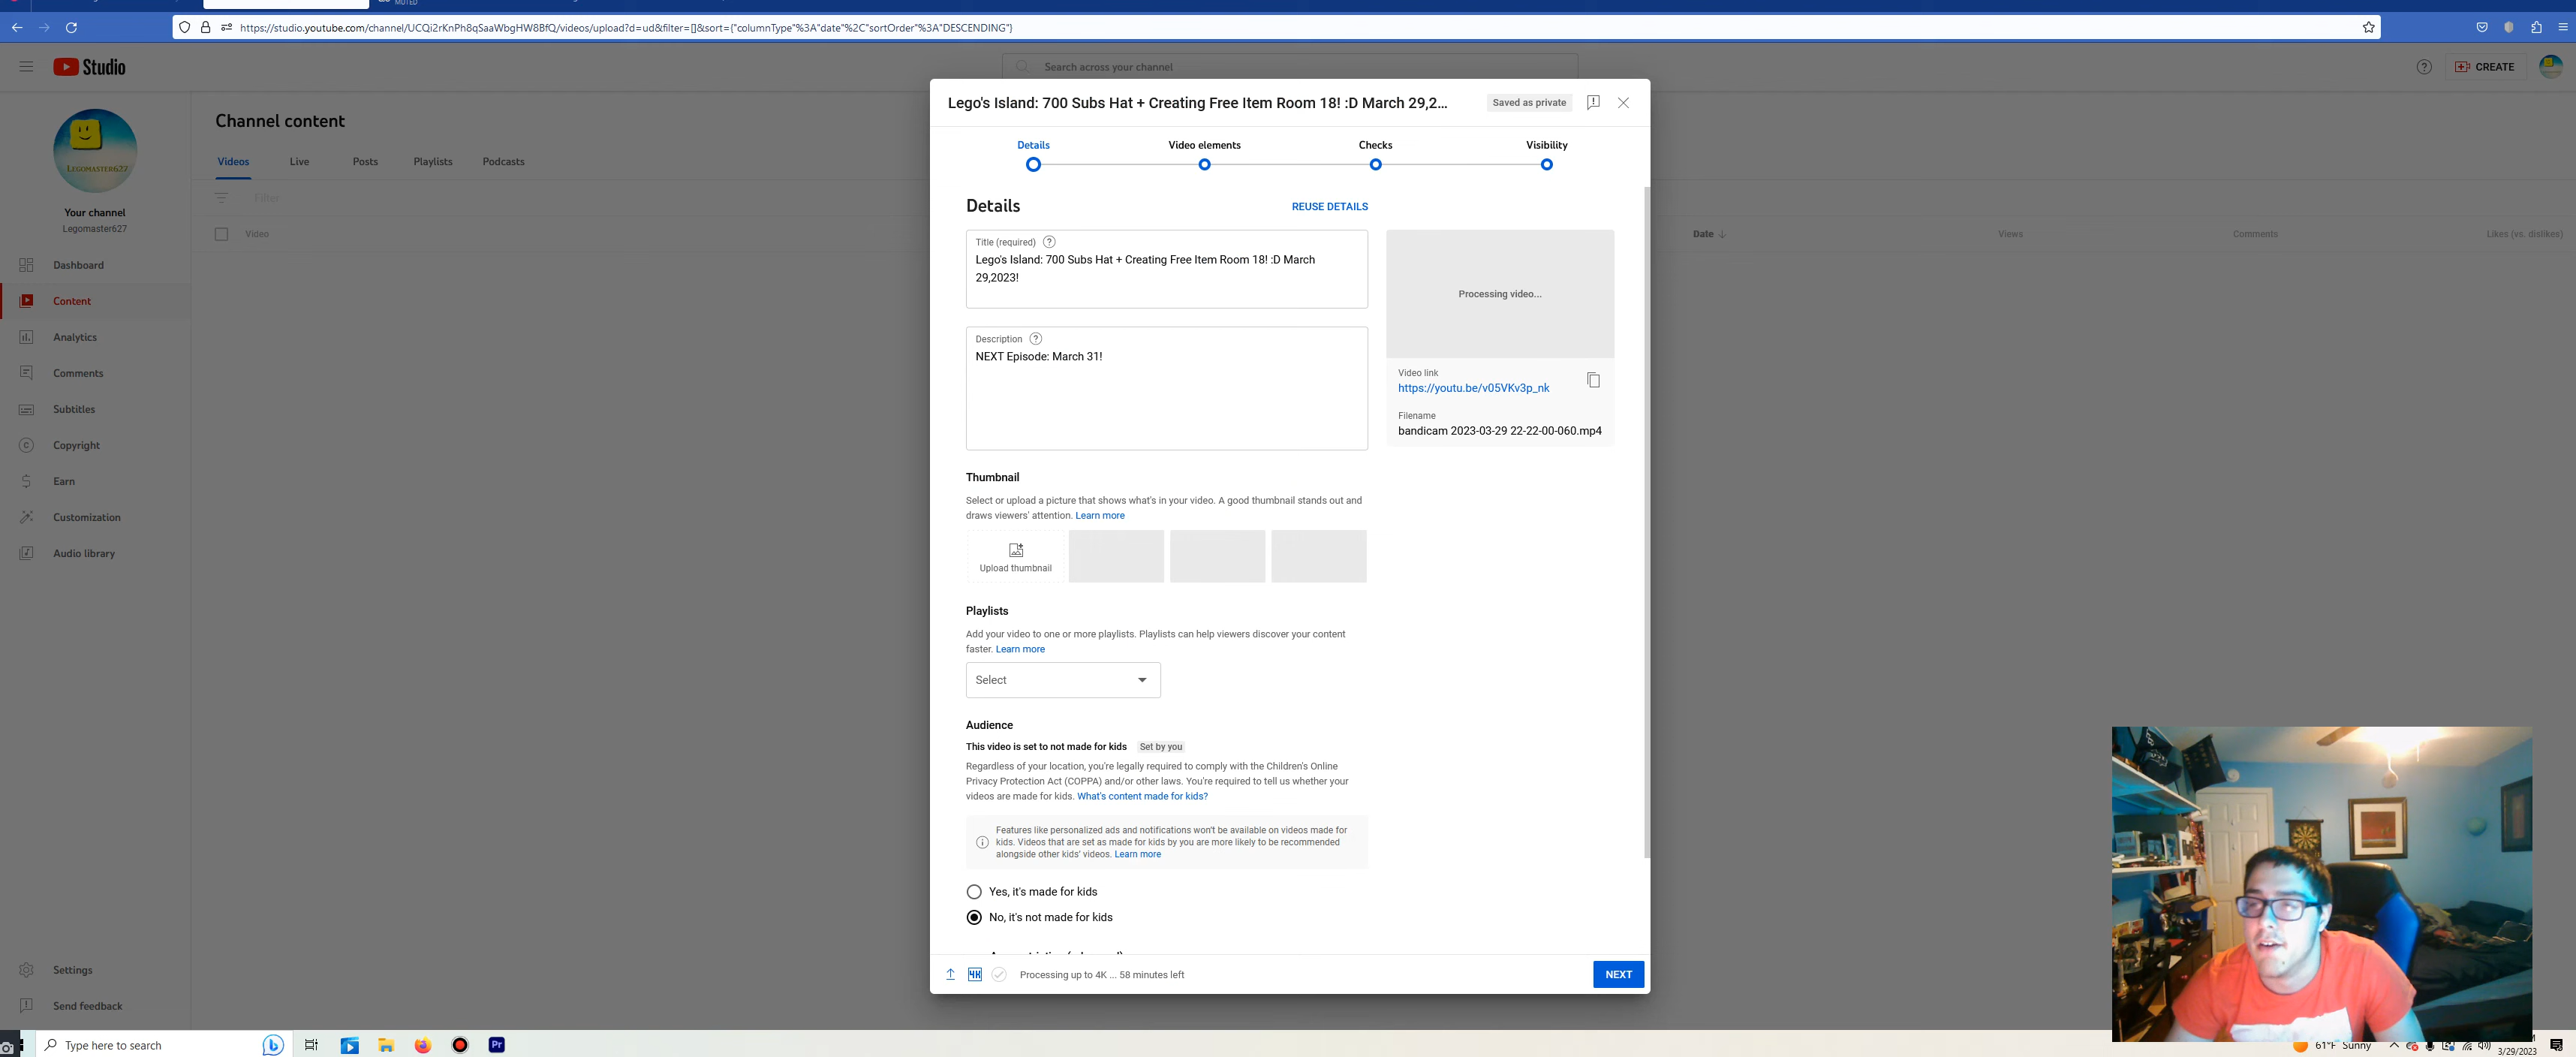 MUTED
https://studio.youtube.com/channel/UCQi2rKnPh8qSaaWbgHW8BfQ/videos/upload?d=ud&filter=[]&sort={"columnType"%3A"date"%2C"sortOrder"%3A"DESCENDING"}
Studio
Search across your channel
CREATE
LEGOMASTER627
Your channel
Legomaster627
Dashboard
Content
Analytics
Comments
Subtitles
Copyright
Earn
Customization
Audio library
Settings
Send feedback
Channel content
Videos
Live
Posts
Playlists
Podcasts
Filter
Video
Date
Views
Comments
Likes (vs. dislikes)
Lego's Island: 700 Subs Hat + Creating Free Item Room 18! :D March 29,2...
Saved as private
Details
Video elements
Checks
Visibility
Details
REUSE DETAILS
Title (required)
Lego's Island: 700 Subs Hat + Creating Free Item Room 18! :D March
29,2023!
Description
NEXT Episode: March 31!
Processing video...
Video link
https://youtu.be/v05VKv3p_nk
Filename
bandicam 2023-03-29 22-22-00-060.mp4
Thumbnail
Select or upload a picture that shows what's in your video. A good thumbnail stands out and
draws viewers' attention. Learn more
Upload thumbnail
Playlists
Add your video to one or more playlists. Playlists can help viewers discover your content
faster. Learn more
Select
Audience
This video is set to not made for kids
Set by you
Regardless of your location, you're legally required to comply with the Children's Online
Privacy Protection Act (COPPA) and/or other laws. You're required to tell us whether your
videos are made for kids. What's content made for kids?
Features like personalized ads and notifications won't be available on videos made for
kids. Videos that are set as made for kids by you are more likely to be recommended
alongside other kids' videos. Learn more
Yes, it's made for kids
No, it's not made for kids
Processing up to 4K ... 58 minutes left
NEXT
Type here to search
Pr
61°F Sunny
3/29/2023